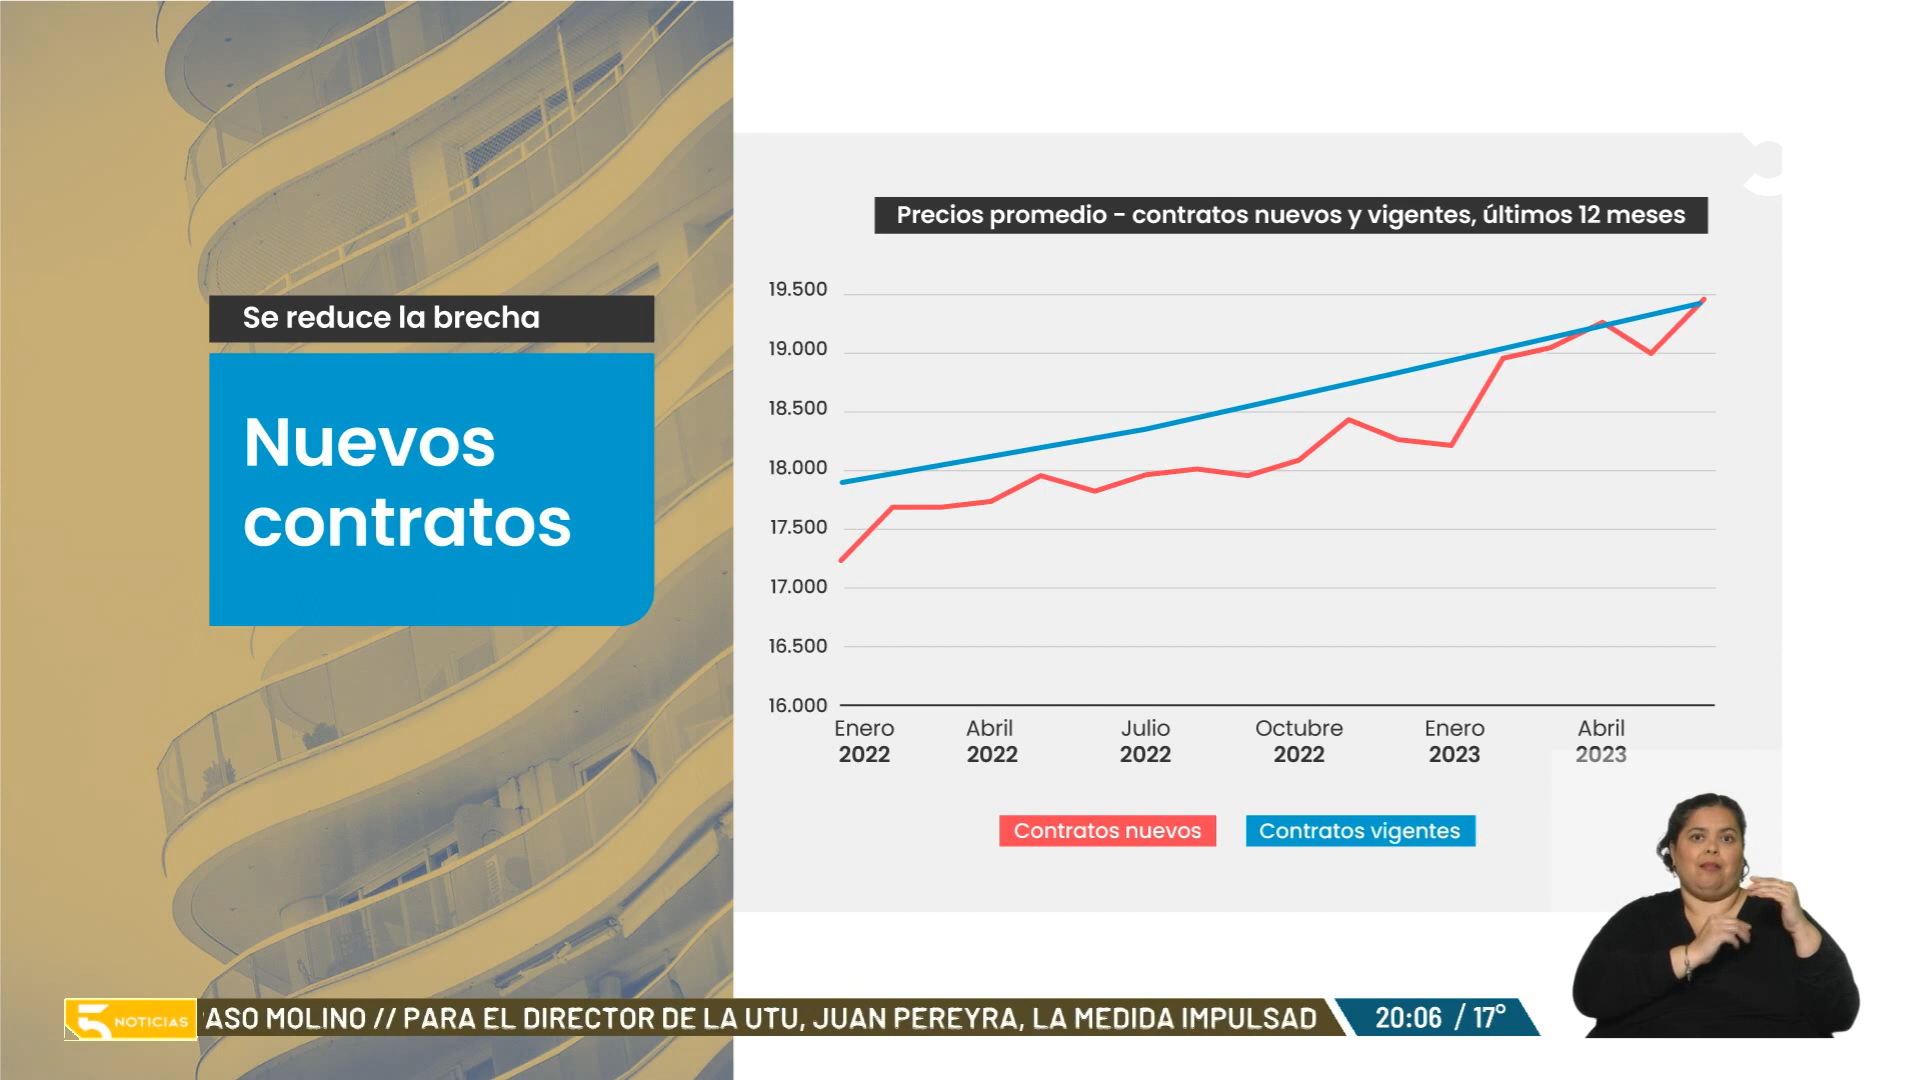 Se reduce la brecha
Nuevos
contratos
Precios promedio - contratos nuevos y vigentes, últimos 12 meses
19.500
19.000
18.500
18.000
17.500
17.000
16.500
16.000
Enero 2022
Abril 2022
Julio 2022
Octubre 2022
Enero 2023
Abril 2023
Contratos nuevos
Contratos vigentes
5 NOTICIAS
ASO MOLINO // PARA EL DIRECTOR DE LA UTU, JUAN PEREYRA, LA MEDIDA IMPULSAD
20:06 / 17°